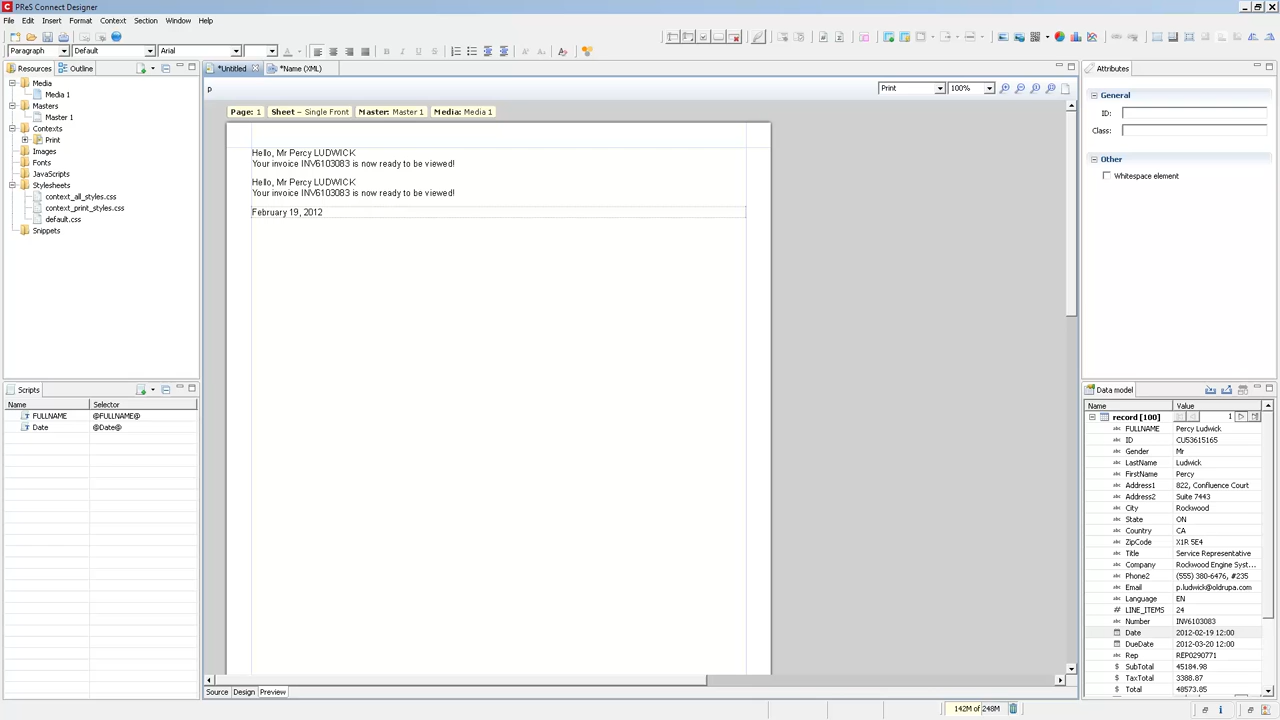 PReS Connect Designer
File Edit Insert Format Context Section Window Help
Paragraph Default Arial
Resources Outline
Media
Media 1
Masters
Master 1
Contexts
Print
Images
Fonts
JavaScripts
Stylesheets
context_all_styles.css
context_print_styles.css
default.css
Snippets
Scripts
Name Selector
FULLNAME @FULLNAME@
Date @Date@
*Untitled *Name (XML)
p Print 100%
Page: 1 Sheet – Single Front Master: Master 1 Media: Media 1
Hello, Mr Percy LUDWICK
Your invoice INV6103083 is now ready to be viewed!
Hello, Mr Percy LUDWICK
Your invoice INV6103083 is now ready to be viewed!
February 19, 2012
Source Design Preview
Attributes
General
ID:
Class:
Other
Whitespace element
Data model
Name Value
record [100] 1
FULLNAME Percy Ludwick
ID CU53615165
Gender Mr
LastName Ludwick
FirstName Percy
Address1 822, Confluence Court
Address2 Suite 7443
City Rockwood
State ON
Country CA
ZipCode X1R 5E4
Title Service Representative
Company Rockwood Engine Syst...
Phone2 (555) 380-6476, #235
Email p.ludwick@oldrupa.com
Language EN
LINE_ITEMS 24
Number INV6103083
Date 2012-02-19 12:00
DueDate 2012-03-20 12:00
Rep REP0290771
SubTotal 45184.98
TaxTotal 3388.87
Total 48573.85
142M of 248M